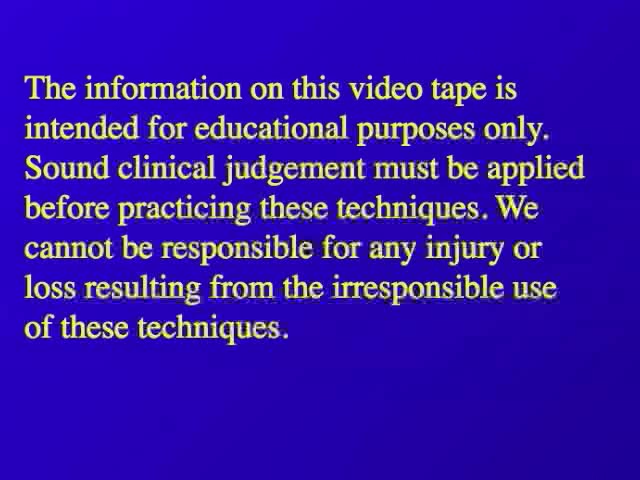 The information on this video tape is
intended for educational purposes only.
Sound clinical judgement must be applied
before practicing these techniques. We
cannot be responsible for any injury or
loss resulting from the irresponsible use
of these techniques.